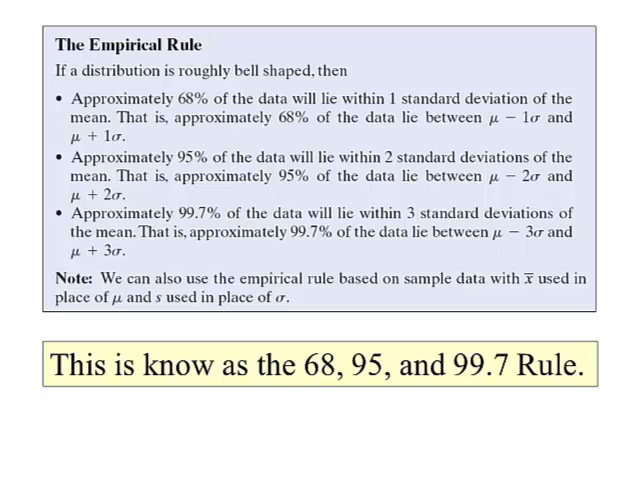 The Empirical Rule
If a distribution is roughly bell shaped, then
• Approximately 68% of the data will lie within 1 standard deviation of the
mean. That is, approximately 68% of the data lie between μ − 1σ and
μ + 1σ.
• Approximately 95% of the data will lie within 2 standard deviations of the
mean. That is, approximately 95% of the data lie between μ − 2σ and
μ + 2σ.
• Approximately 99.7% of the data will lie within 3 standard deviations of
the mean. That is, approximately 99.7% of the data lie between μ − 3σ and
μ + 3σ.
Note: We can also use the empirical rule based on sample data with x̄ used in
place of μ and s used in place of σ.
This is know as the 68, 95, and 99.7 Rule.